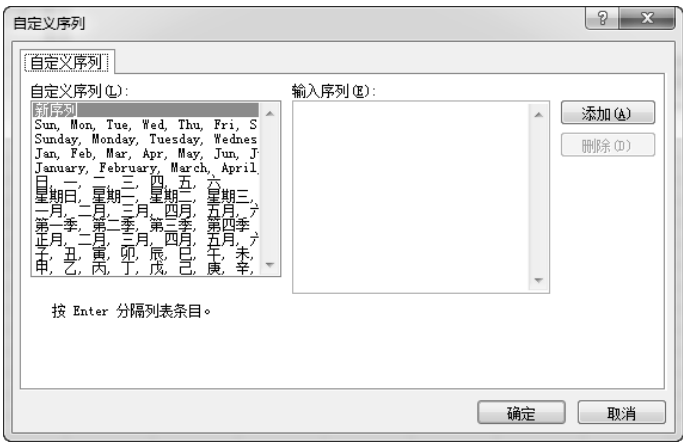 自定义序列
自定义序列
自定义序列(L):
新序列
Sun, Mon, Tue, Wed, Thu, Fri, S
Sunday, Monday, Tuesday, Wednes
Jan, Feb, Mar, Apr, May, Jun, J
January, February, March, April,
日, 一, 二, 三, 四, 五, 六
星期日, 星期一, 星期二, 星期三,
一月, 二月, 三月, 四月, 五月, 六
第一季, 第二季, 第三季, 第四季
正月, 二月, 三月, 四月, 五月, 六
子, 丑, 寅, 卯, 辰, 巳, 午, 未,
甲, 乙, 丙, 丁, 戊, 己, 庚, 辛,
输入序列(E):
添加(A)
删除(D)
按 Enter 分隔列表条目。
确定
取消